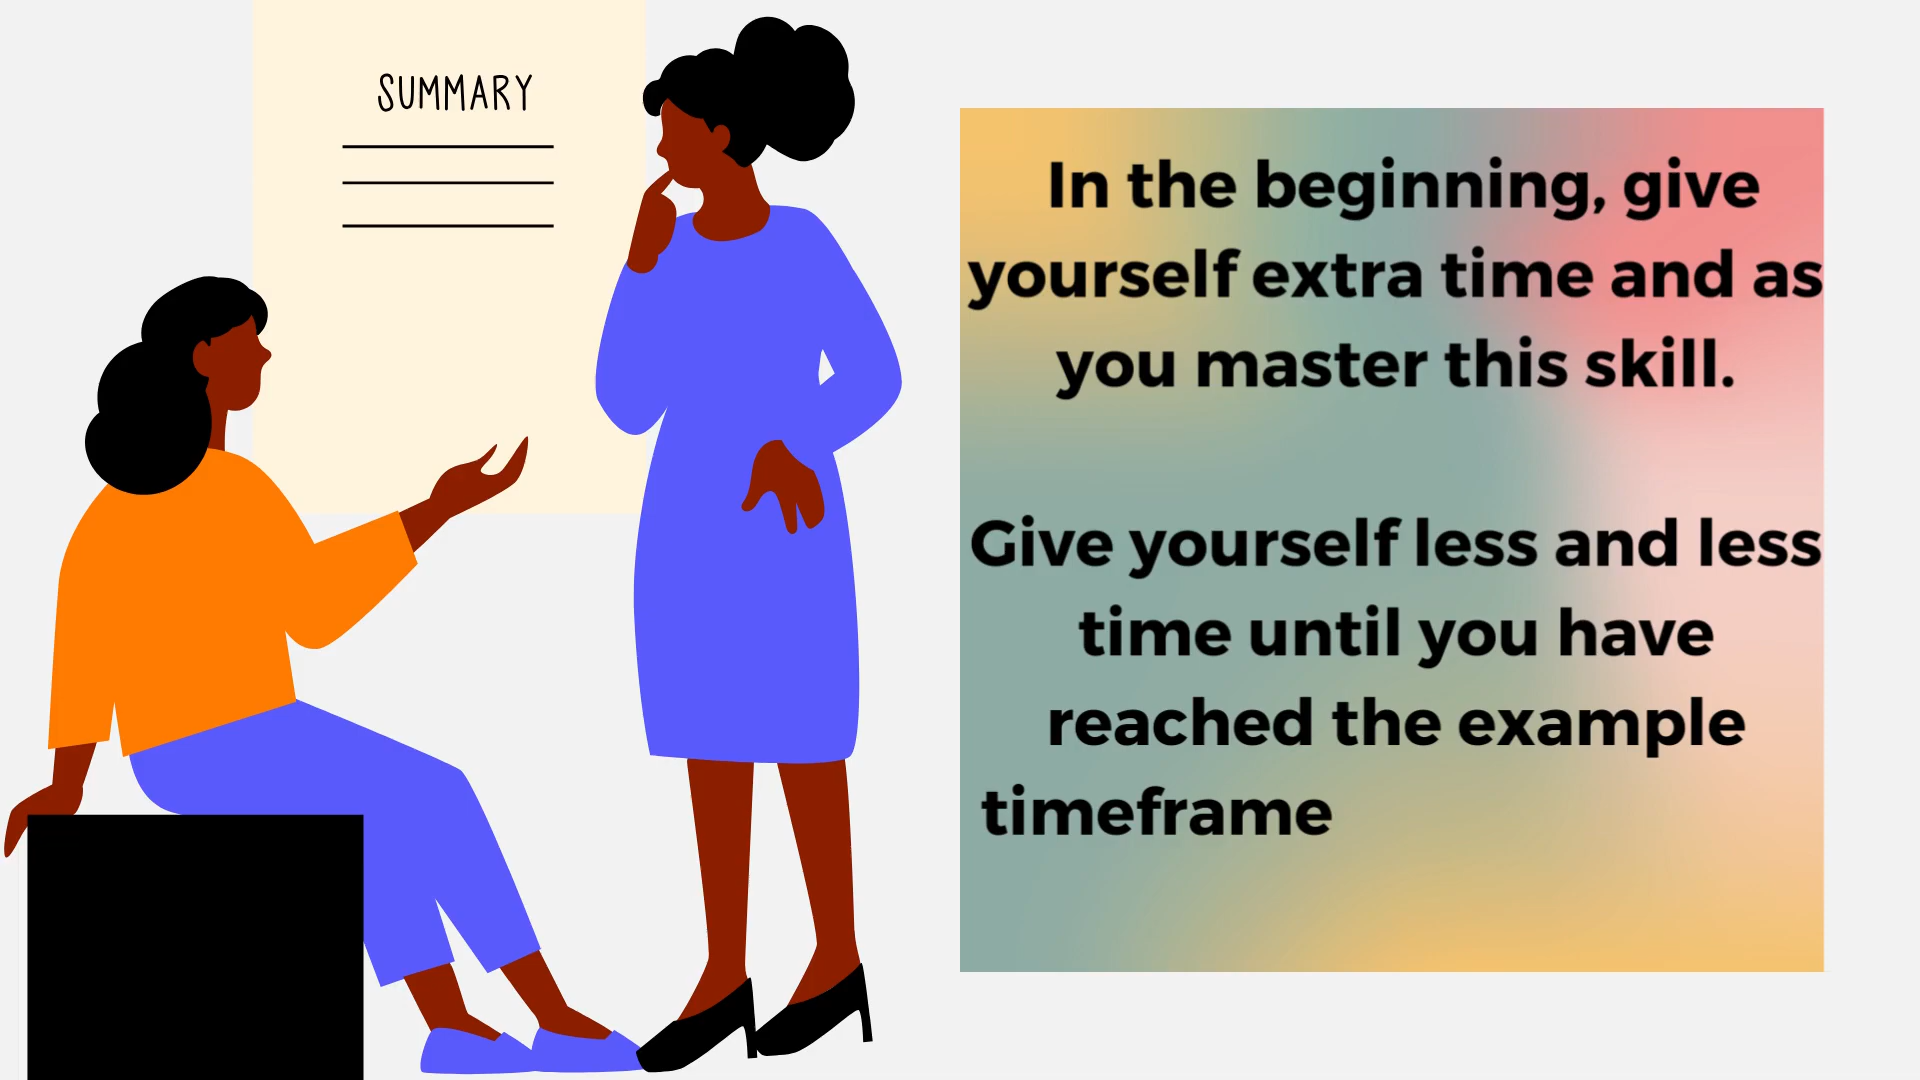 SUMMARY
In the beginning, give
yourself extra time and as
you master this skill.
Give yourself less and less
time until you have
reached the example
timeframe